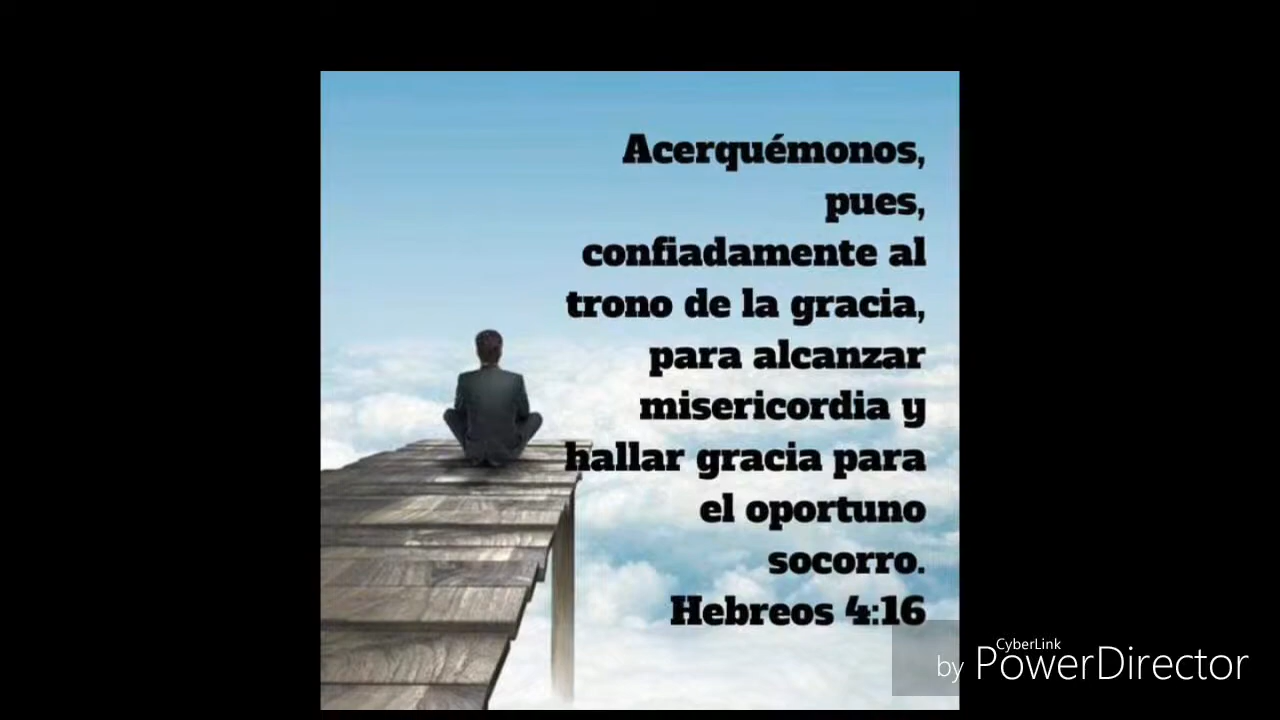 Acerquémonos,
pues,
confiadamente al
trono de la gracia,
para alcanzar
misericordia y
hallar gracia para
el oportuno
socorro.
Hebreos 4:16
CyberLink
by PowerDirector